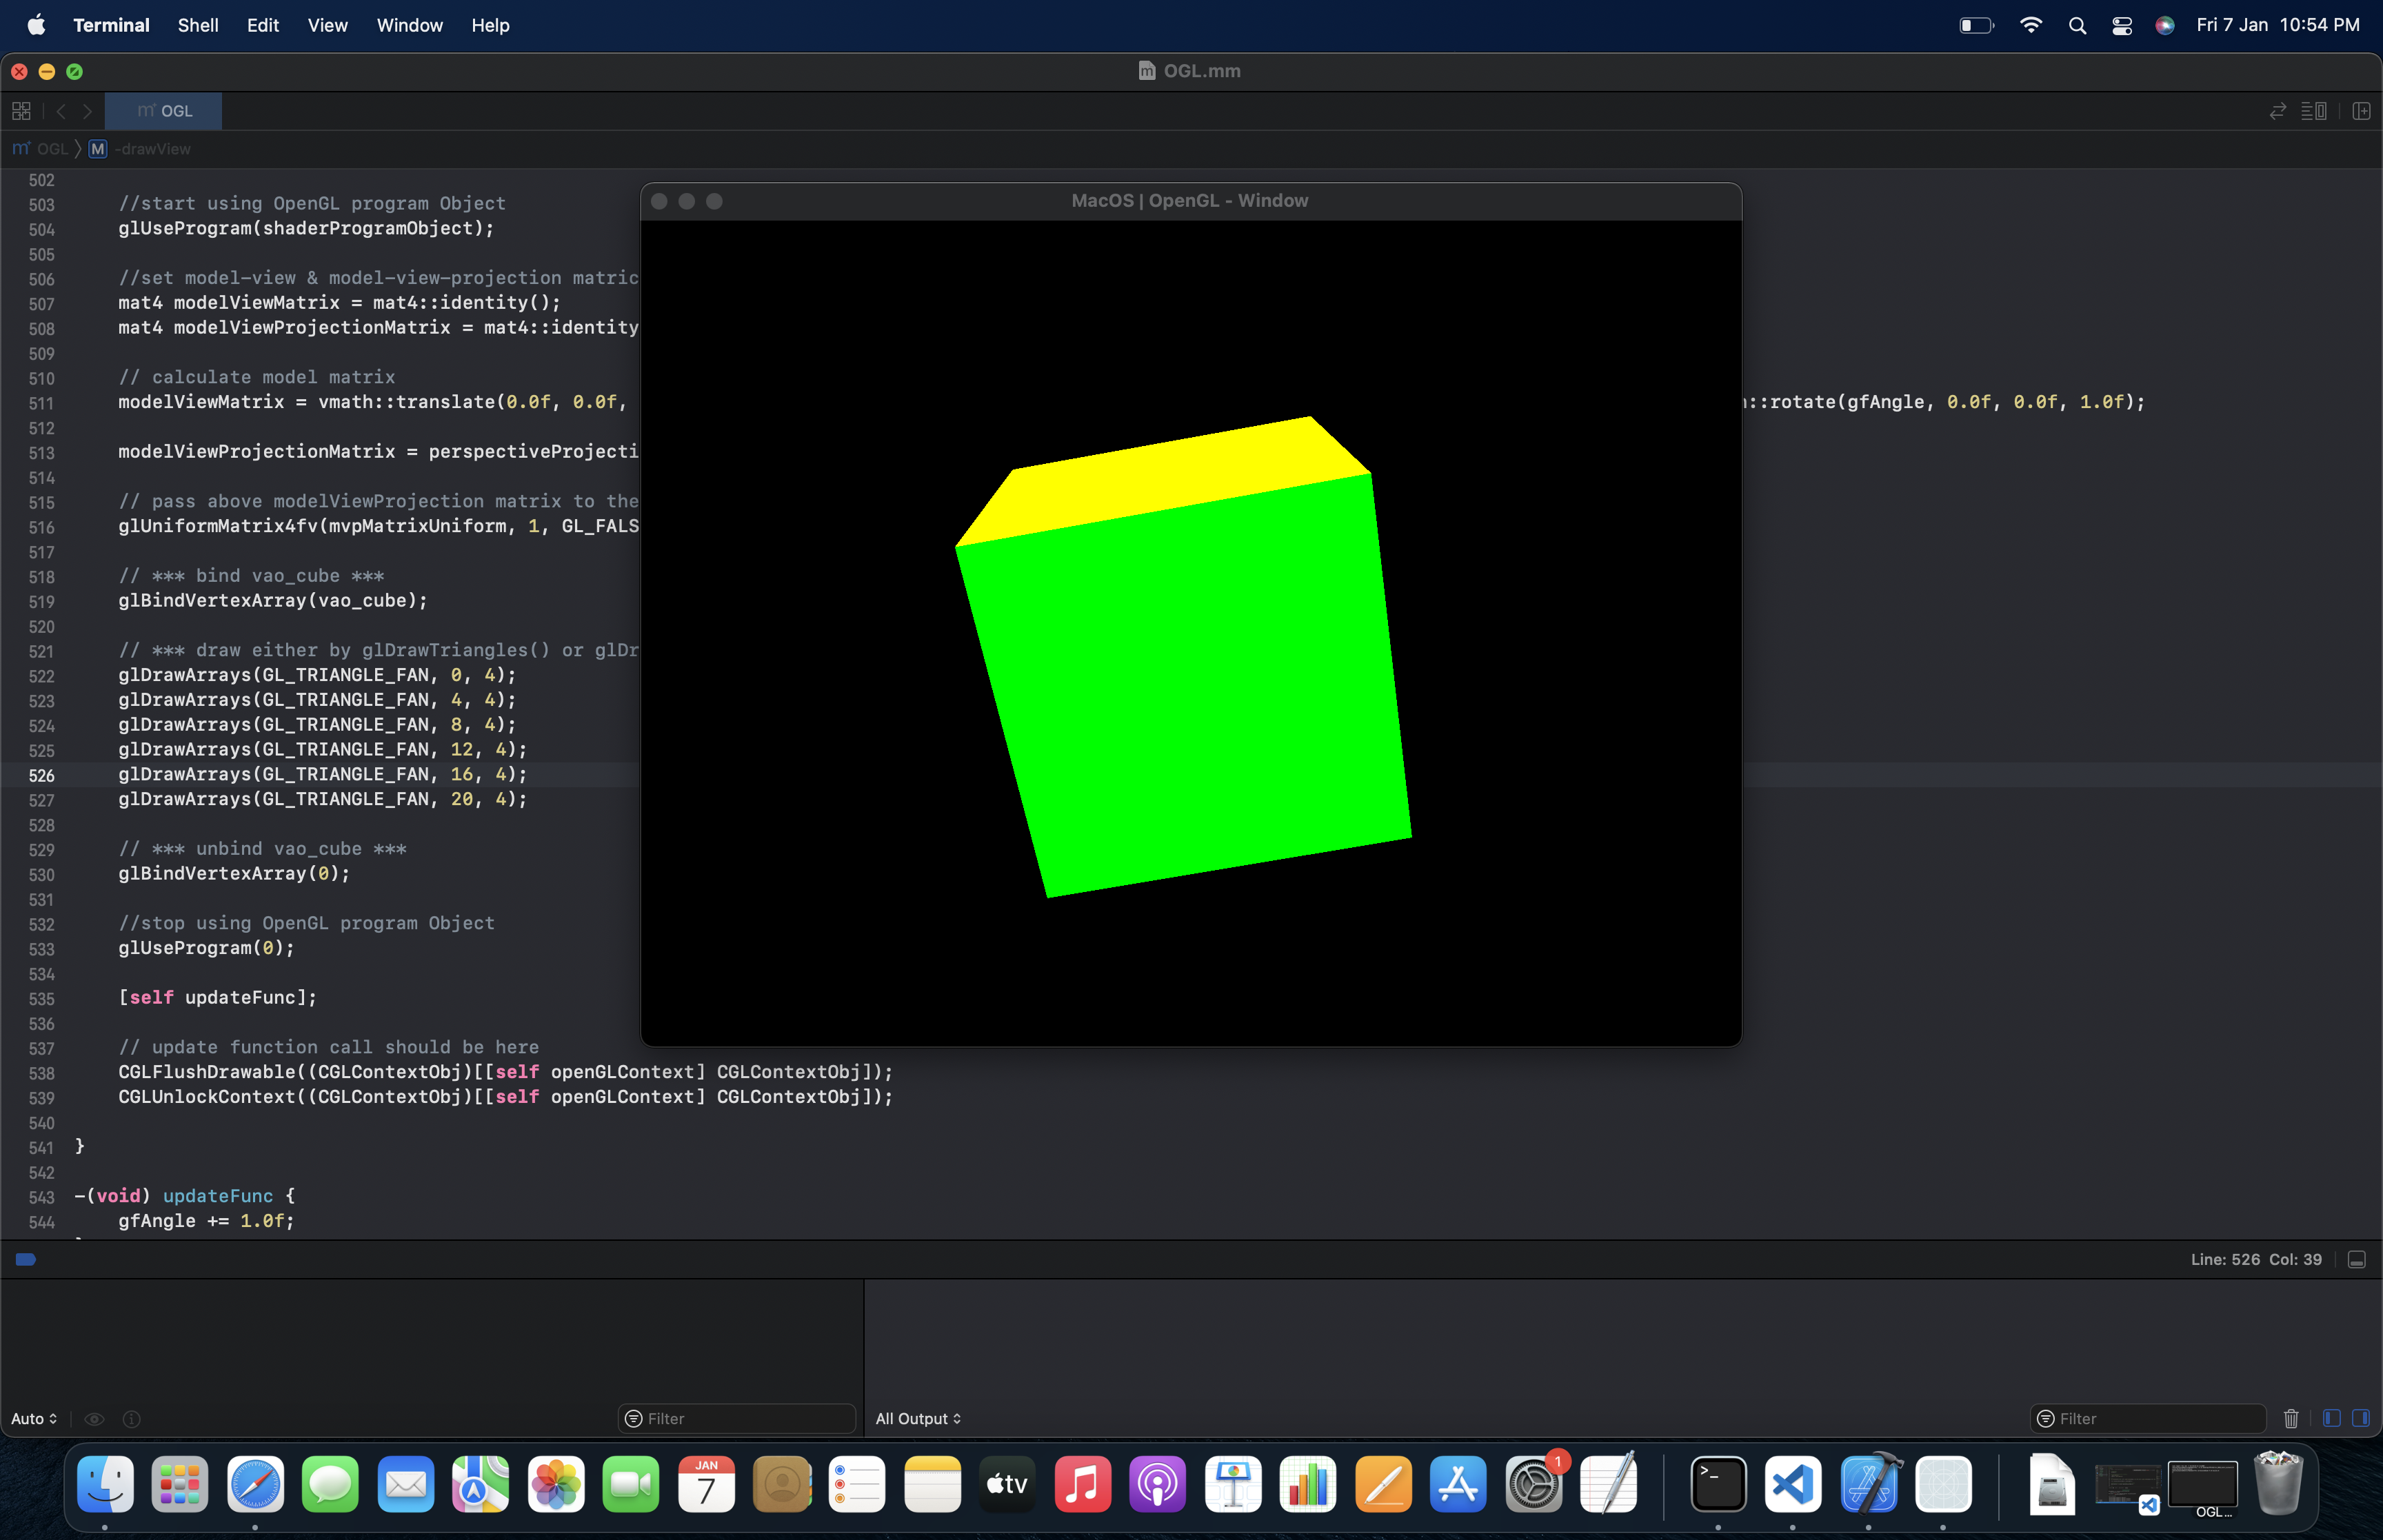 Terminal Shell Edit View Window Help Fri 7 Jan 10:54 PM
OGL.mm
OGL
OGL M -drawView
502
503 //start using OpenGL program Object
504 glUseProgram(shaderProgramObject);
505
506 //set model-view & model-view-projection matric
507 mat4 modelViewMatrix = mat4::identity();
508 mat4 modelViewProjectionMatrix = mat4::identity
509
510 // calculate model matrix
511 modelViewMatrix = vmath::translate(0.0f, 0.0f, ::rotate(gfAngle, 0.0f, 0.0f, 1.0f);
512
513 modelViewProjectionMatrix = perspectiveProjecti
514
515 // pass above modelViewProjection matrix to the
516 glUniformMatrix4fv(mvpMatrixUniform, 1, GL_FALS
517
518 // *** bind vao_cube ***
519 glBindVertexArray(vao_cube);
520
521 // *** draw either by glDrawTriangles() or glDr
522 glDrawArrays(GL_TRIANGLE_FAN, 0, 4);
523 glDrawArrays(GL_TRIANGLE_FAN, 4, 4);
524 glDrawArrays(GL_TRIANGLE_FAN, 8, 4);
525 glDrawArrays(GL_TRIANGLE_FAN, 12, 4);
526 glDrawArrays(GL_TRIANGLE_FAN, 16, 4);
527 glDrawArrays(GL_TRIANGLE_FAN, 20, 4);
528
529 // *** unbind vao_cube ***
530 glBindVertexArray(0);
531
532 //stop using OpenGL program Object
533 glUseProgram(0);
534
535 [self updateFunc];
536
537 // update function call should be here
538 CGLFlushDrawable((CGLContextObj)[[self openGLContext] CGLContextObj]);
539 CGLUnlockContext((CGLContextObj)[[self openGLContext] CGLContextObj]);
540
541 }
542
543 -(void) updateFunc {
544 gfAngle += 1.0f;
MacOS | OpenGL - Window
Line: 526 Col: 39
Auto Filter All Output Filter
JAN
7
tv
1
>_
OGL...